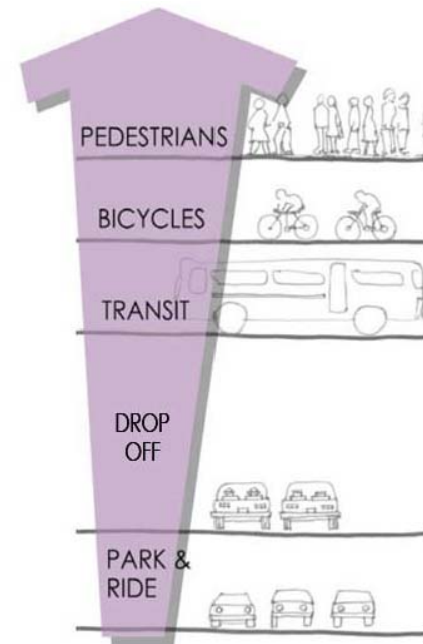 PEDESTRIANS
BICYCLES
TRANSIT
DROP
OFF
PARK &
RIDE